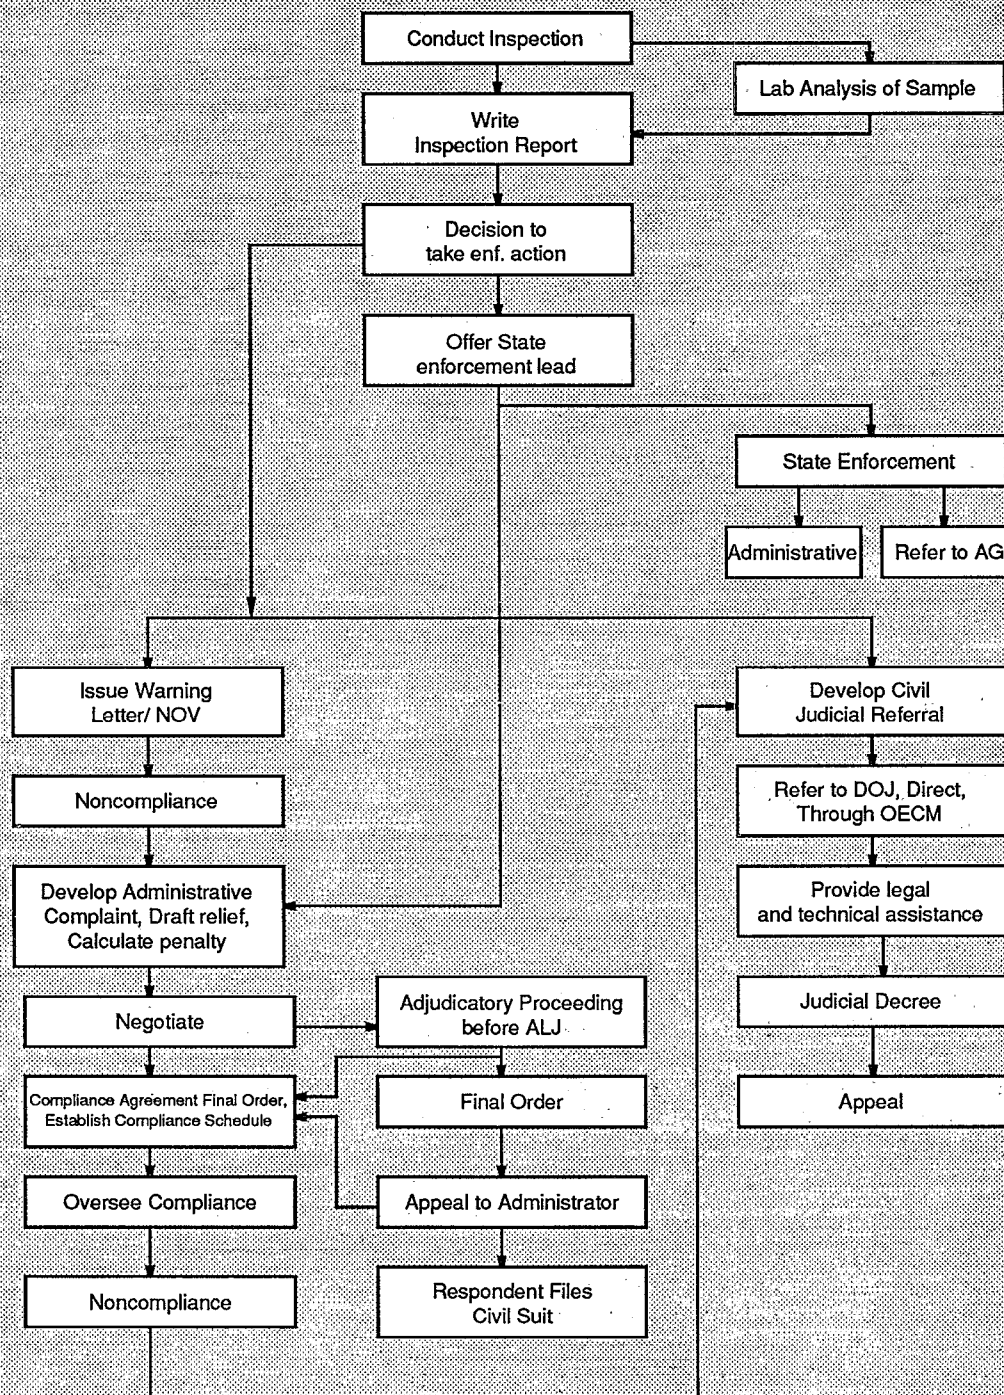 Conduct Inspection
Lab Analysis of Sample
Write
Inspection Report
Decision to
take enf. action
Offer State
enforcement lead
State Enforcement
Administrative
Refer to AG
Issue Warning
Letter/ NOV
Noncompliance
Develop Administrative
Complaint, Draft relief,
Calculate penalty
Negotiate
Compliance Agreement Final Order,
Establish Compliance Schedule
Oversee Compliance
Noncompliance
Adjudicatory Proceeding
before ALJ
Final Order
Appeal to Administrator
Respondent Files
Civil Suit
Develop Civil
Judicial Referral
Refer to DOJ, Direct,
Through OECM
Provide legal
and technical assistance
Judicial Decree
Appeal